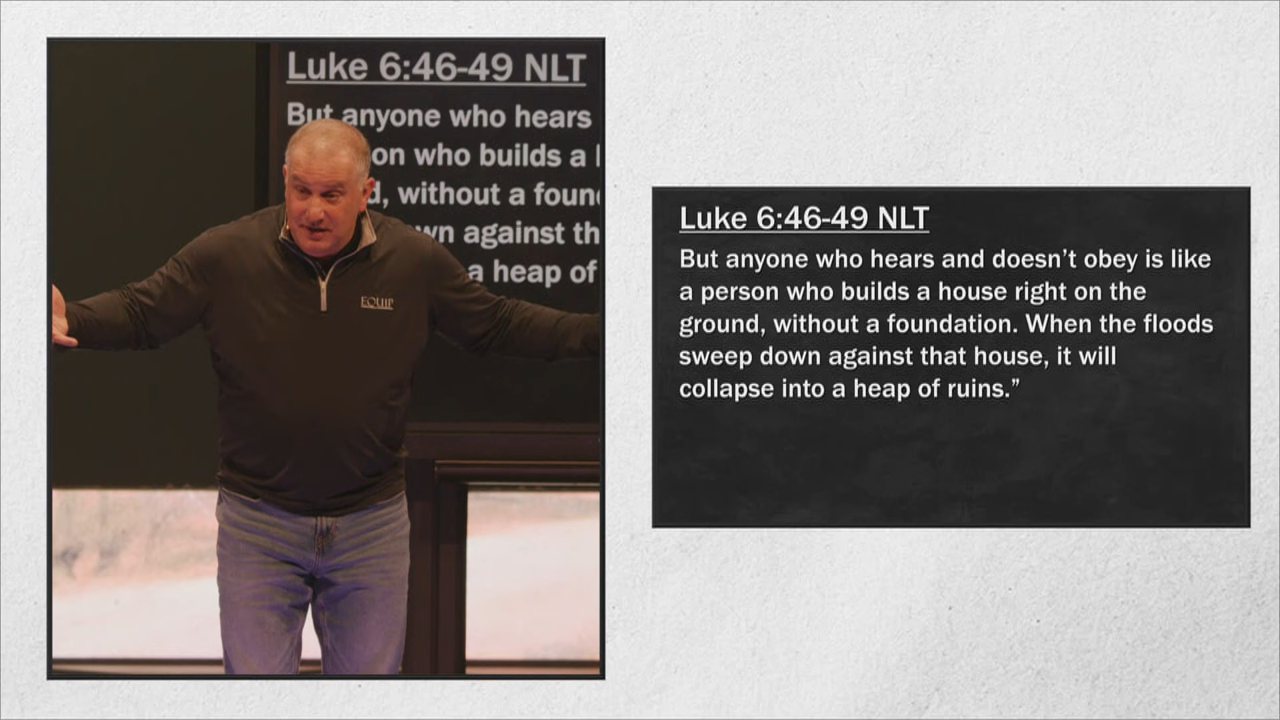 Luke 6:46-49 NLT
But anyone who hears
on who builds a
d, without a foun
wn against th
a heap of
EQUIP
Luke 6:46-49 NLT
But anyone who hears and doesn’t obey is like
a person who builds a house right on the
ground, without a foundation. When the floods
sweep down against that house, it will
collapse into a heap of ruins.”